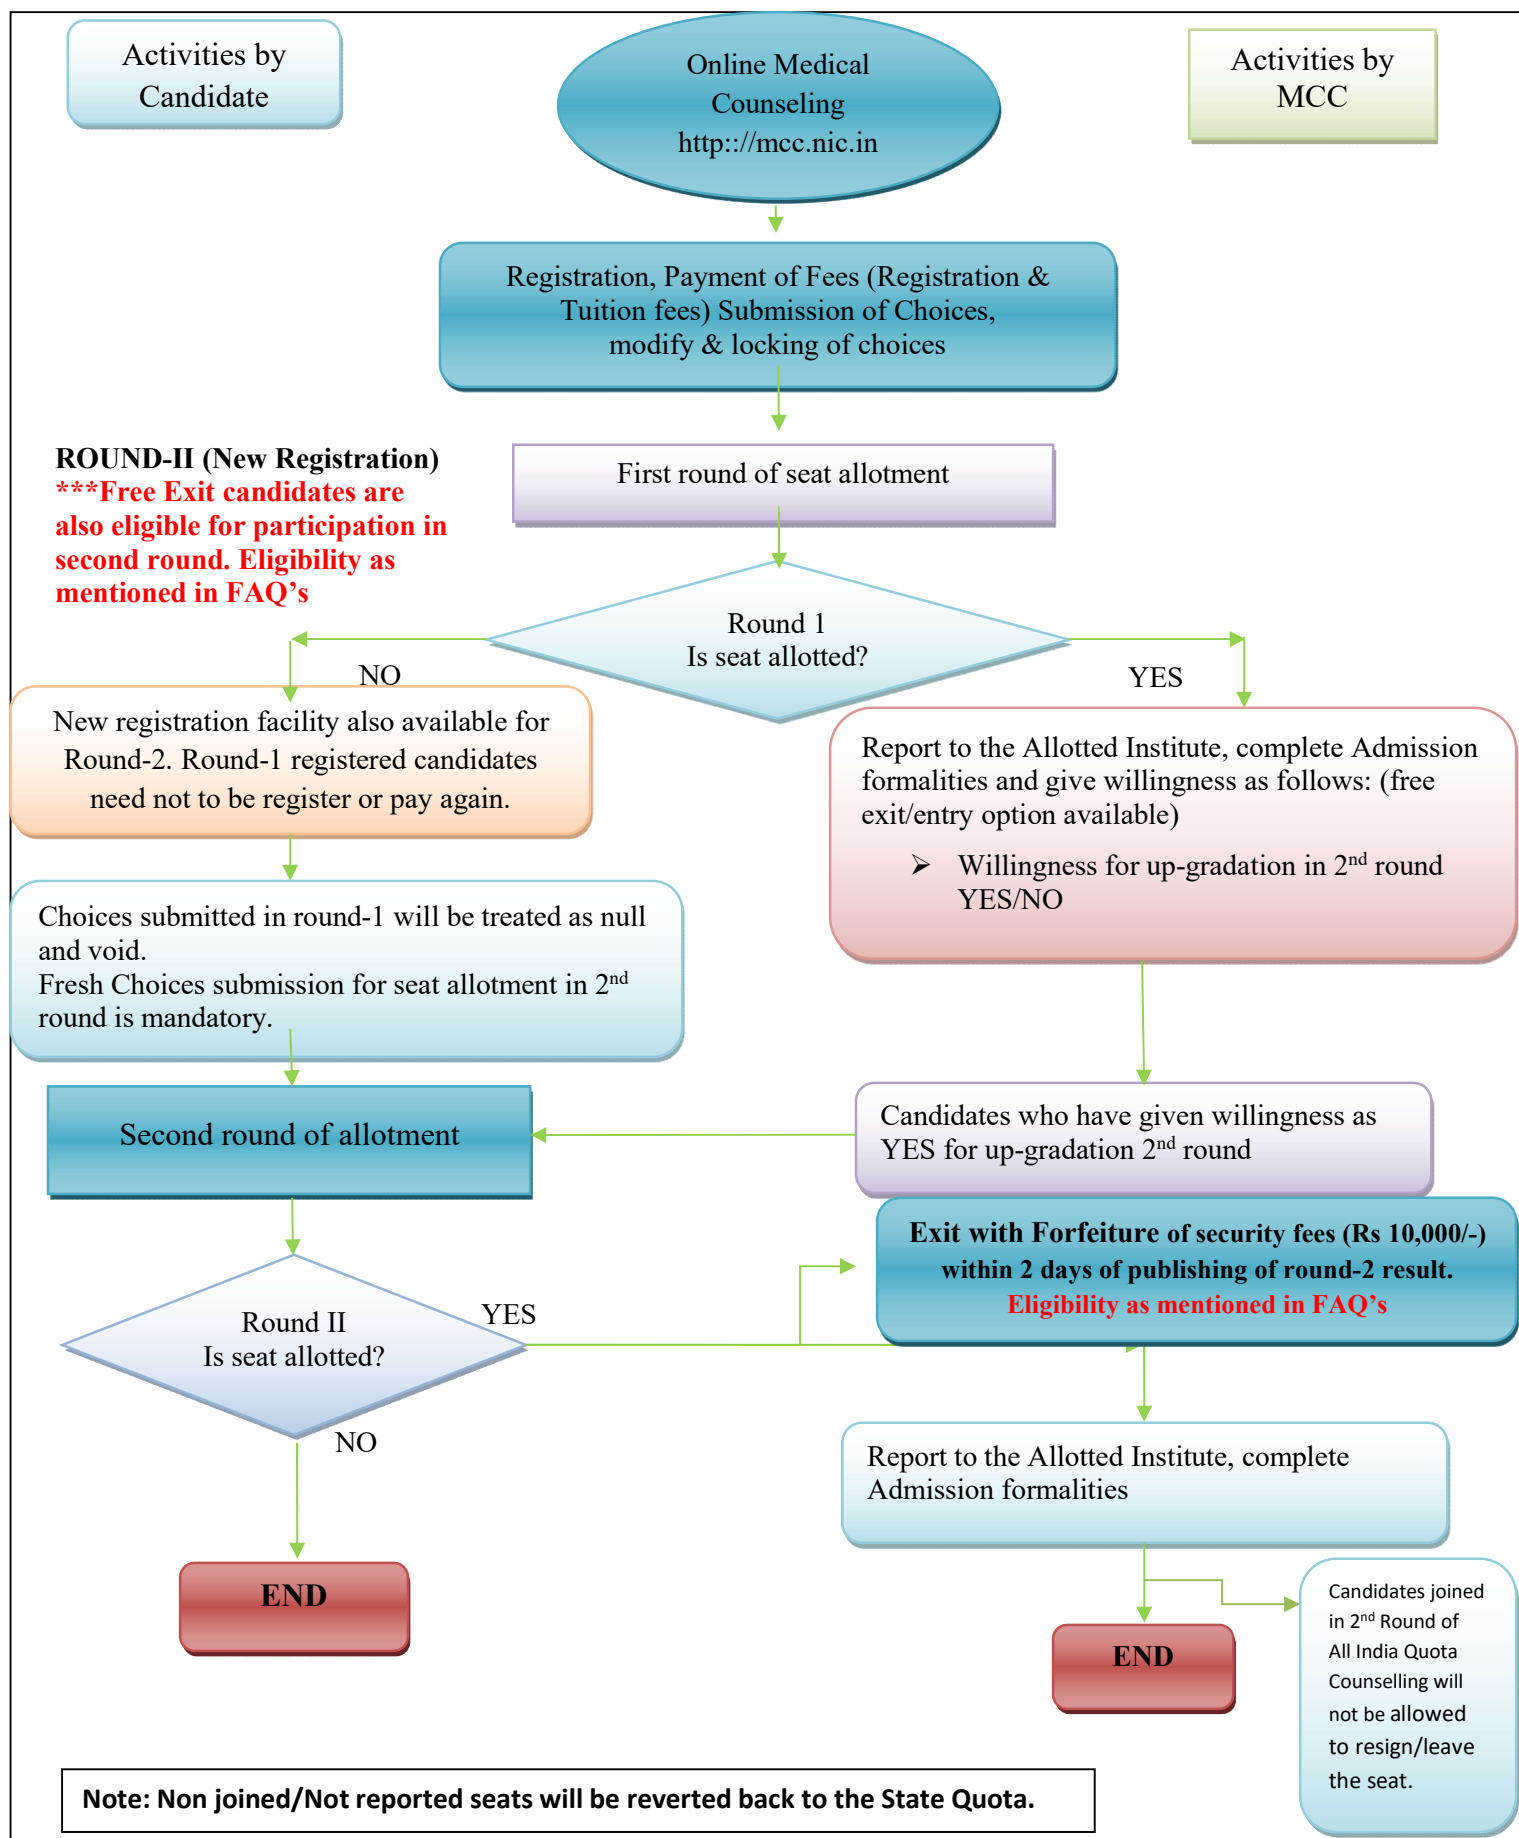 Activities by
Candidate
Online Medical
Counseling
http:://mcc.nic.in
Activities by
MCC
Registration, Payment of Fees (Registration &
Tuition fees) Submission of Choices,
modify & locking of choices
First round of seat allotment
ROUND-II (New Registration)
***Free Exit candidates are
also eligible for participation in
second round. Eligibility as
mentioned in FAQ’s
Round 1
Is seat allotted?
NO
YES
New registration facility also available for
Round-2. Round-1 registered candidates
need not to be register or pay again.
Report to the Allotted Institute, complete Admission
formalities and give willingness as follows: (free
exit/entry option available)
➢ Willingness for up-gradation in 2nd round
YES/NO
Choices submitted in round-1 will be treated as null
and void.
Fresh Choices submission for seat allotment in 2nd
round is mandatory.
Second round of allotment
Candidates who have given willingness as
YES for up-gradation 2nd round
Exit with Forfeiture of security fees (Rs 10,000/-)
within 2 days of publishing of round-2 result.
Eligibility as mentioned in FAQ’s
Round II
Is seat allotted?
YES
NO
Report to the Allotted Institute, complete
Admission formalities
END
END
Candidates joined
in 2nd Round of
All India Quota
Counselling will
not be allowed
to resign/leave
the seat.
Note: Non joined/Not reported seats will be reverted back to the State Quota.